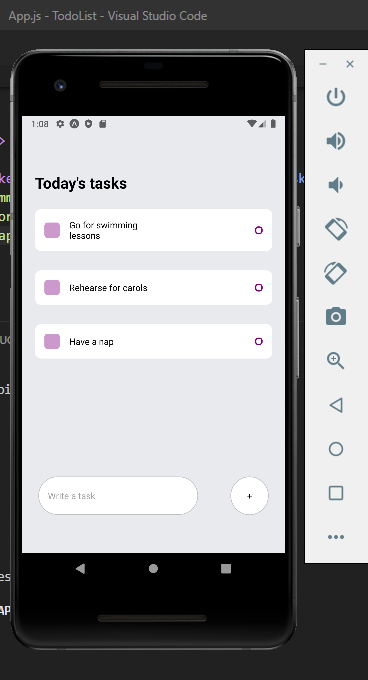 App.js - TodoList - Visual Studio Code
1:08
Today's tasks
Go for swimming
lessons
Rehearse for carols
Have a nap
Write a task
+